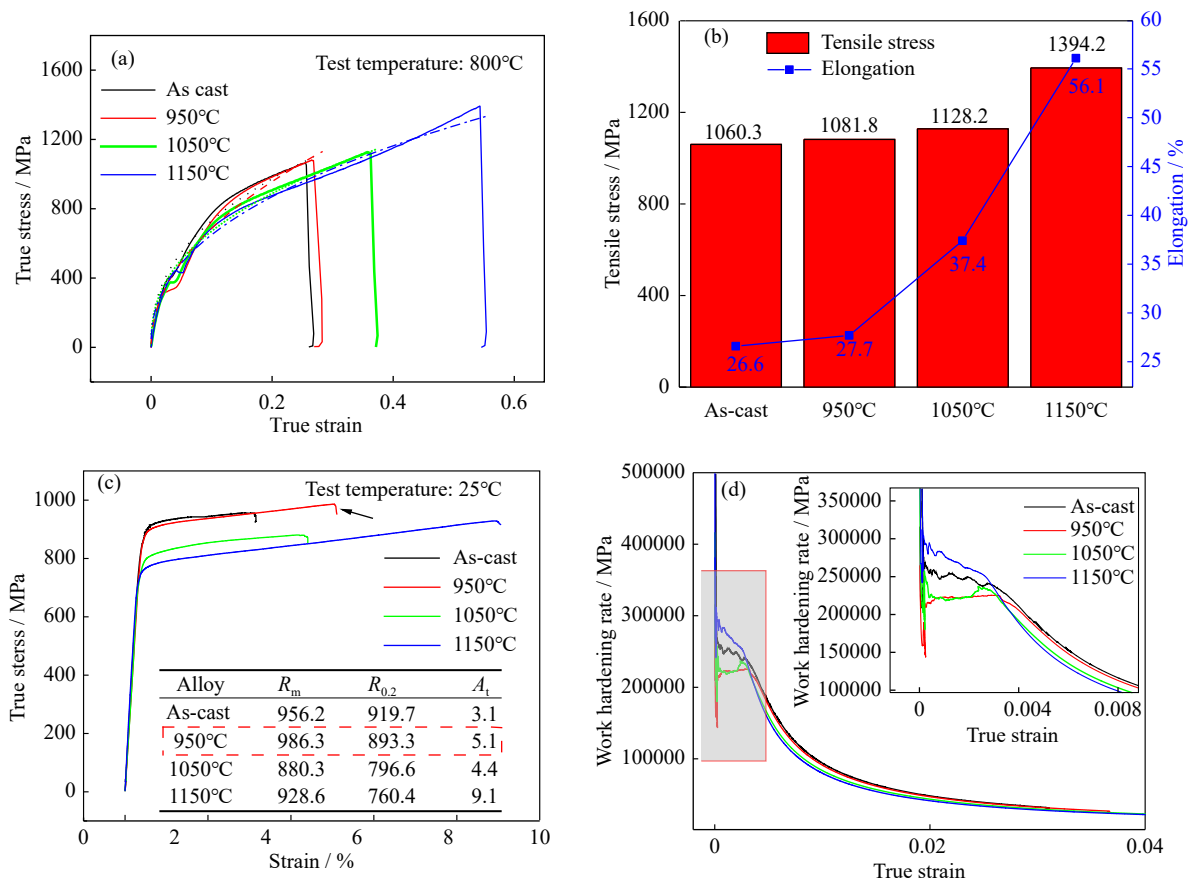 (a)
Test temperature: 800℃
As cast
950℃
1050℃
1150℃
1600
1200
800
400
0
True stress / MPa
0 0.2 0.4 0.6
True strain
(b)
Tensile stress
Elongation
1600
1200
800
400
0
Tensile stress / MPa
1060.3 1081.8 1128.2 1394.2
26.6 27.7 37.4 56.1
60
55
50
45
40
35
30
25
Elongation / %
As-cast 950℃ 1050℃ 1150℃
(c)
Test temperature: 25℃
As-cast
950℃
1050℃
1150℃
1000
800
600
400
200
0
True sterss / MPa
Alloy Rm R0.2 At
As-cast 956.2 919.7 3.1
950℃ 986.3 893.3 5.1
1050℃ 880.3 796.6 4.4
1150℃ 928.6 760.4 9.1
0 2 4 6 8 10
Strain / %
(d)
500000
400000
300000
200000
100000
Work hardening rate / MPa
0 0.02 0.04
True strain
As-cast
950℃
1050℃
1150℃
350000
300000
250000
200000
150000
100000
Work hardening rate / MPa
0 0.004 0.008
True strain